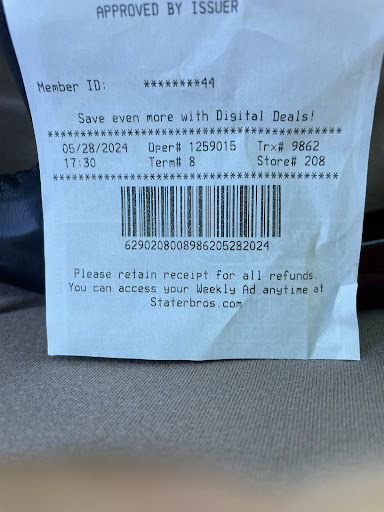 APPROVED BY ISSUER
Member ID: ********44
Save even more with Digital Deals!
****************************************
05/28/2024 Oper# 1259015 Trx# 9862
17:30 Term# 8 Store# 208
****************************************
6290208008986205282024
Please retain receipt for all refunds.
You can access your Weekly Ad anytime at
Staterbros.com